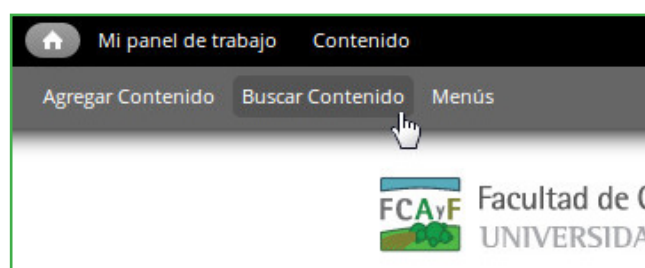 Mi panel de trabajo Contenido
Agregar Contenido Buscar Contenido Menús
FCAyF
Facultad de
UNIVERSIDA